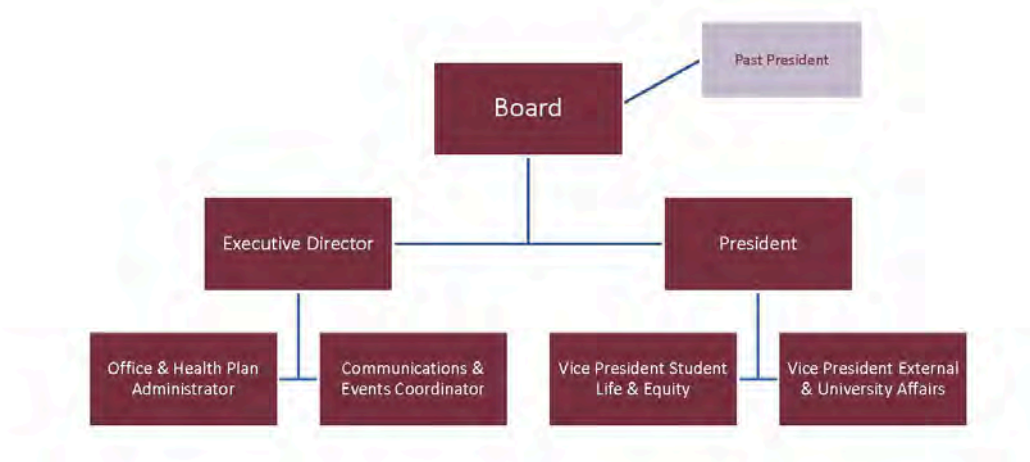 Past President
Board
Executive Director
President
Office & Health Plan
Administrator
Communications &
Events Coordinator
Vice President Student
Life & Equity
Vice President External
& University Affairs